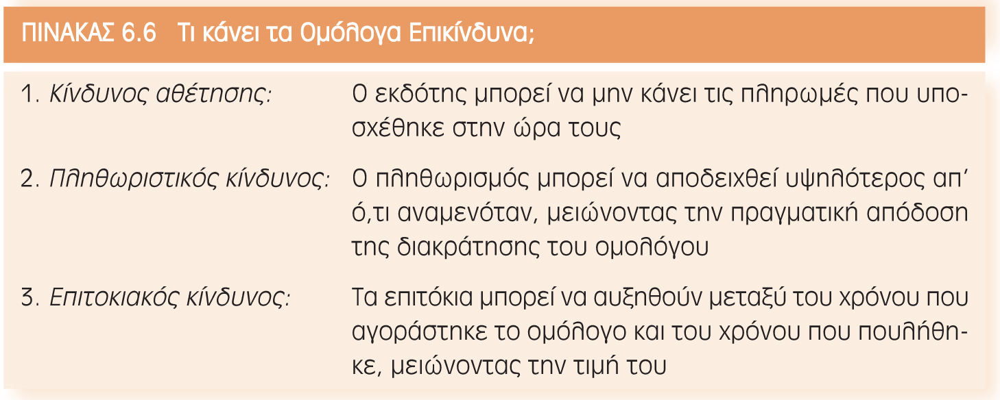 ΠΙΝΑΚΑΣ 6.6 Τι κάνει τα Ομόλογα Επικίνδυνα;
1. Κίνδυνος αθέτησης: Ο εκδότης μπορεί να μην κάνει τις πληρωμές που υπο-
σχέθηκε στην ώρα τους
2. Πληθωριστικός κίνδυνος: Ο πληθωρισμός μπορεί να αποδειχθεί υψηλότερος απ’
ό,τι αναμενόταν, μειώνοντας την πραγματική απόδοση
της διακράτησης του ομολόγου
3. Επιτοκιακός κίνδυνος: Τα επιτόκια μπορεί να αυξηθούν μεταξύ του χρόνου που
αγοράστηκε το ομόλογο και του χρόνου που πουλήθη-
κε, μειώνοντας την τιμή του